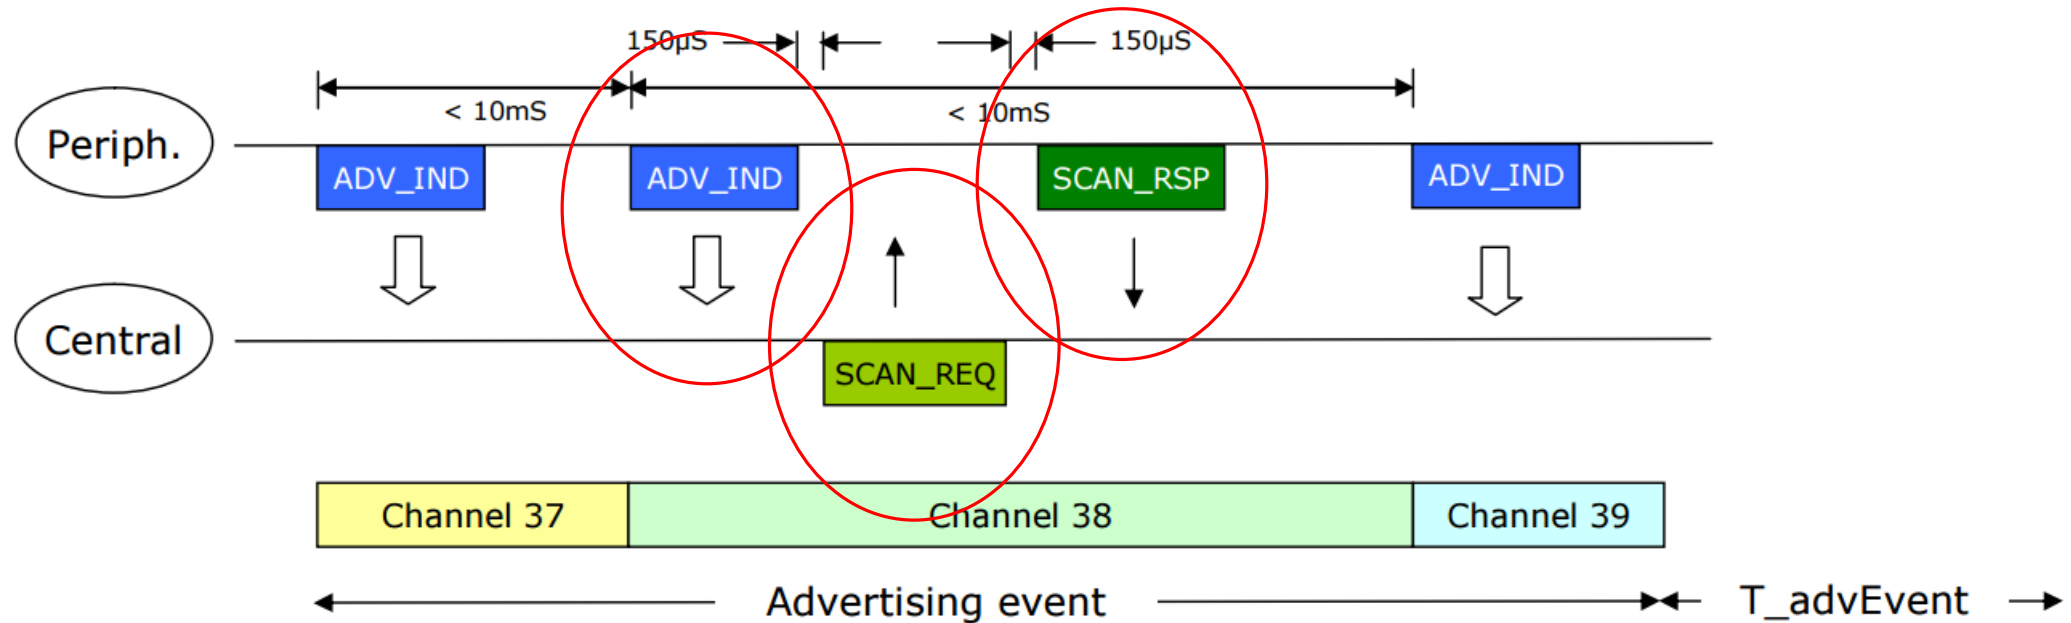 150µS
150µS
< 10mS
< 10mS
Periph.
ADV_IND
ADV_IND
SCAN_RSP
ADV_IND
Central
SCAN_REQ
Channel 37
Channel 38
Channel 39
Advertising event
T_advEvent